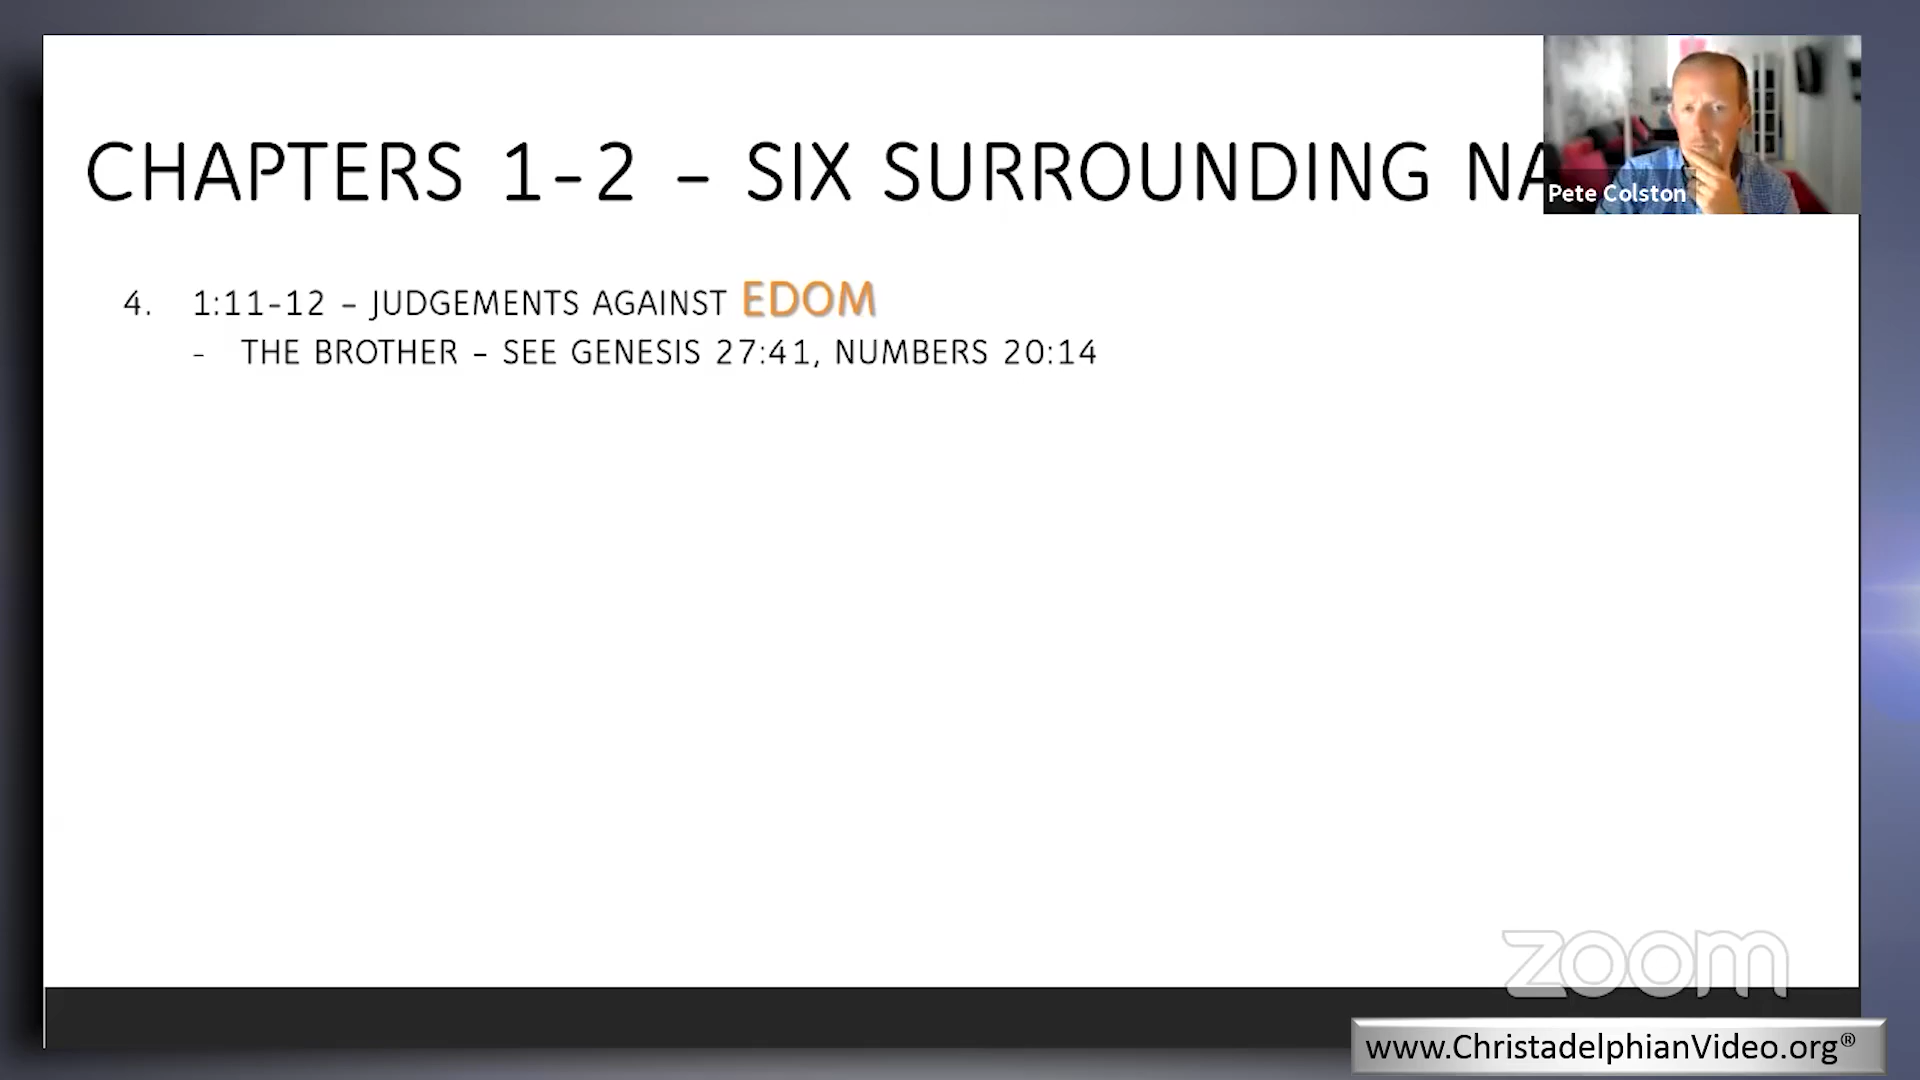 CHAPTERS 1-2 – SIX SURROUNDING NA
Pete Colston
4. 1:11-12 – JUDGEMENTS AGAINST EDOM
- THE BROTHER – SEE GENESIS 27:41, NUMBERS 20:14
zoom
www.ChristadelphianVideo.org®